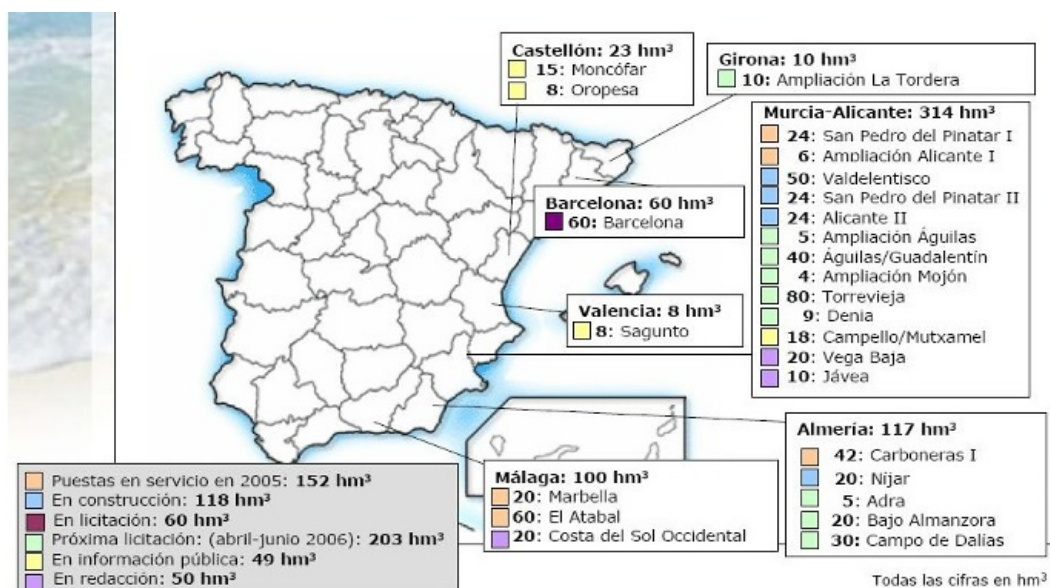 Castellón: 23 hm³
15: Moncófar
8: Oropesa
Girona: 10 hm³
10: Ampliación La Tordera
Murcia-Alicante: 314 hm³
24: San Pedro del Pinatar I
6: Ampliación Alicante I
50: Valdelentisco
24: San Pedro del Pinatar II
24: Alicante II
5: Ampliación Águilas
40: Águilas/Guadalentín
4: Ampliación Mojón
80: Torrevieja
9: Denia
18: Campello/Mutxamel
20: Vega Baja
10: Jávea
Barcelona: 60 hm³
60: Barcelona
Valencia: 8 hm³
8: Sagunto
Almería: 117 hm³
42: Carboneras I
20: Níjar
5: Adra
20: Bajo Almanzora
30: Campo de Dalías
Málaga: 100 hm³
20: Marbella
60: El Atabal
20: Costa del Sol Occidental
Puestas en servicio en 2005: 152 hm³
En construcción: 118 hm³
En licitación: 60 hm³
Próxima licitación: (abril-junio 2006): 203 hm³
En información pública: 49 hm³
En redacción: 50 hm³
Todas las cifras en hm³